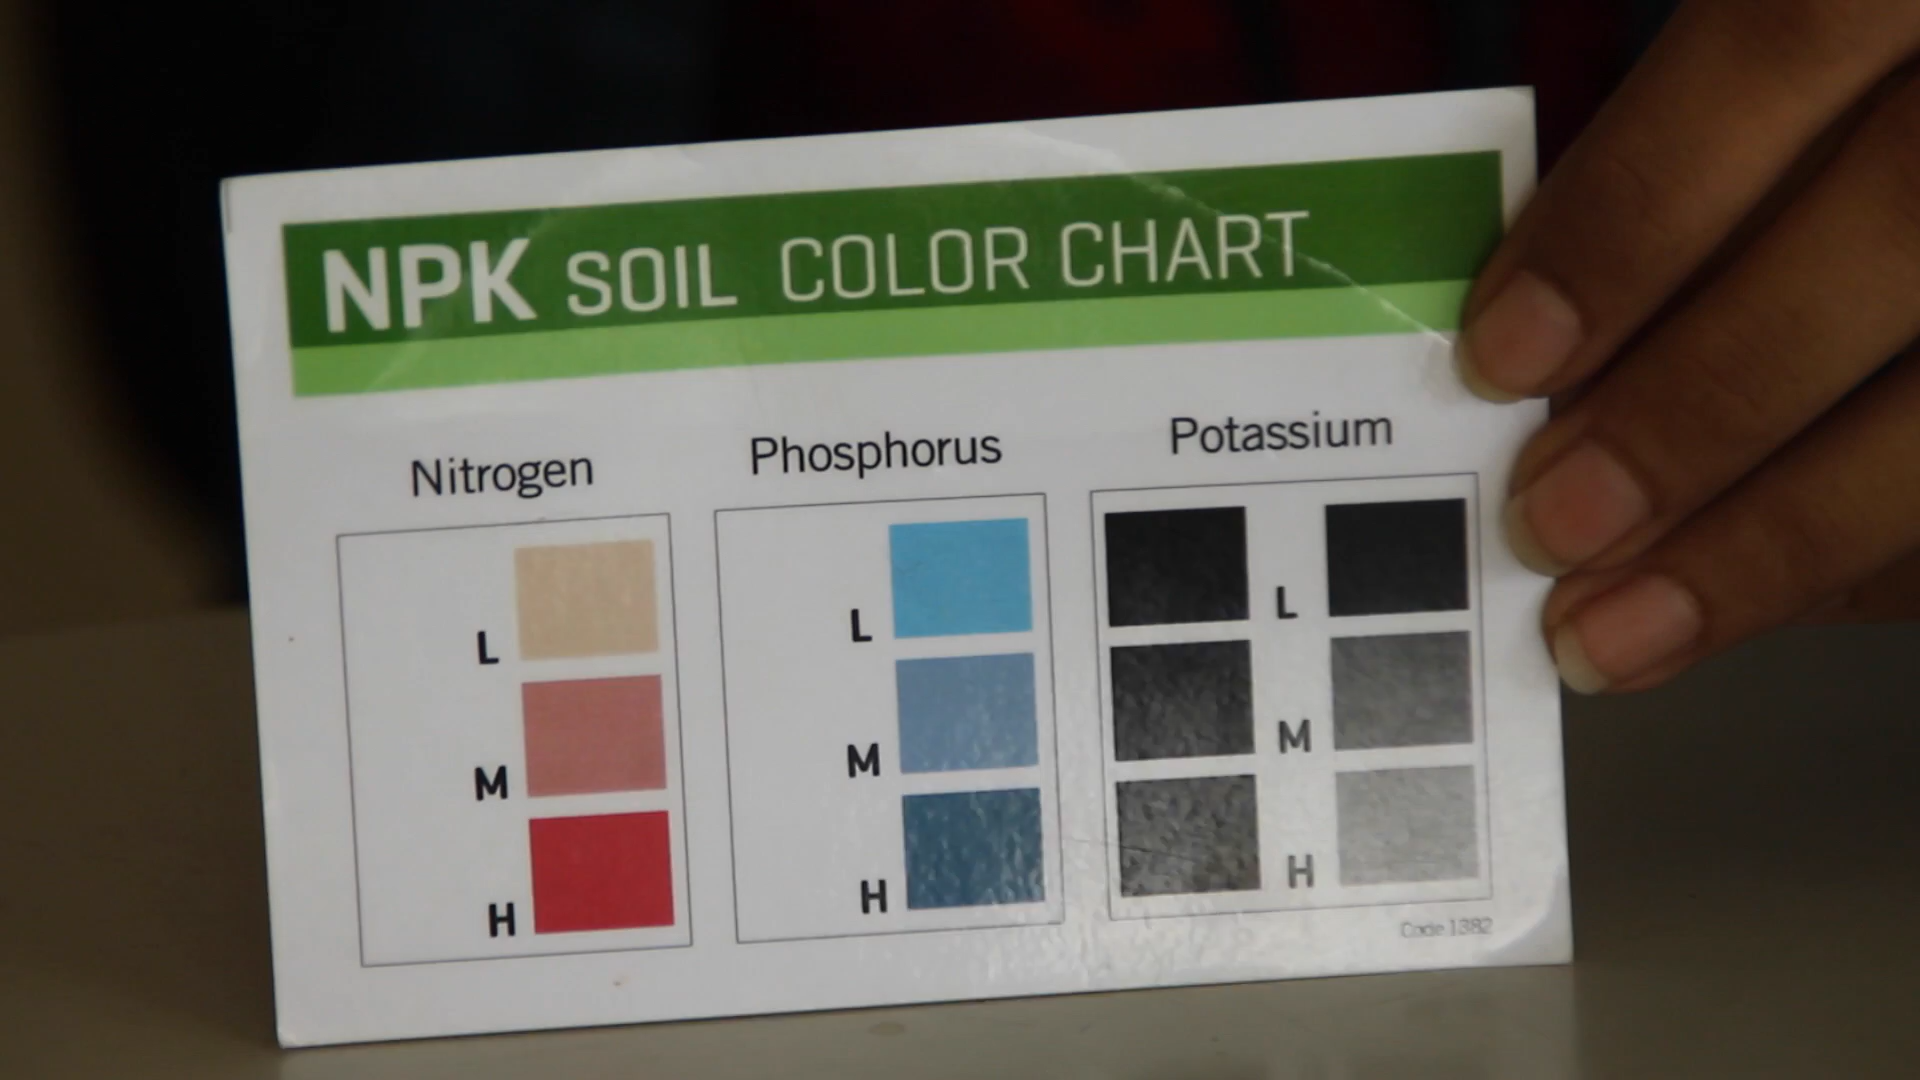 NPK SOIL COLOR CHART
Nitrogen
L
M
H
Phosphorus
L
M
H
Potassium
L
M
H
Code 1382